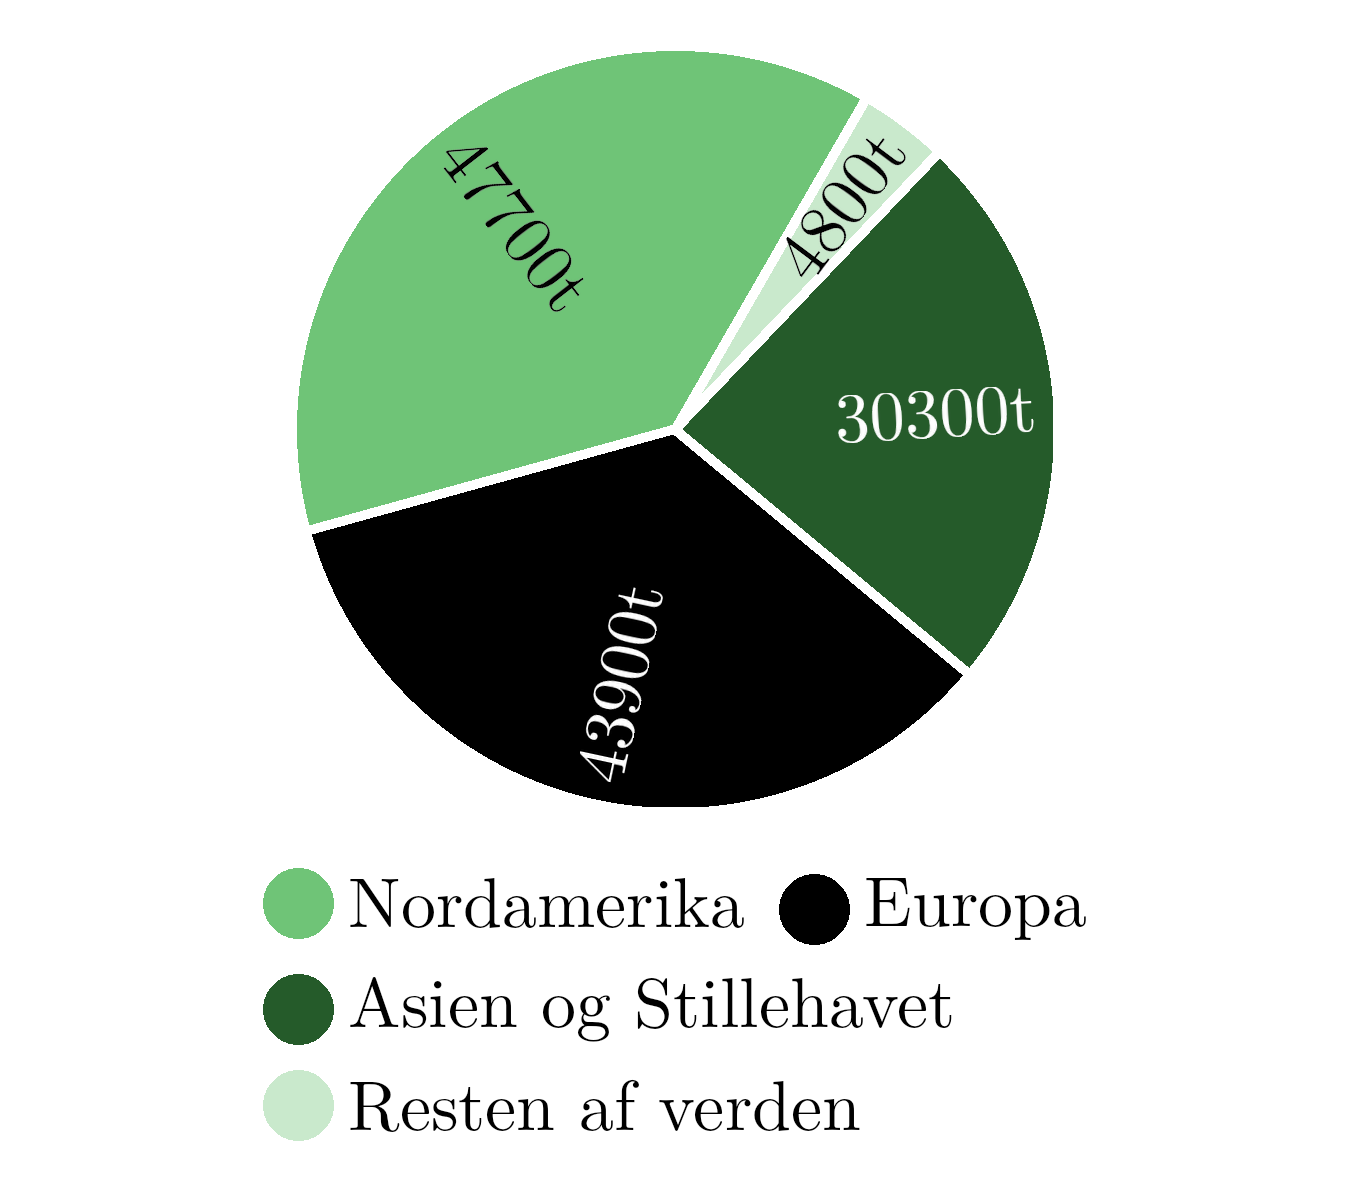 47700t
4800t
30300t
43900t
Nordamerika Europa
Asien og Stillehavet
Resten af verden